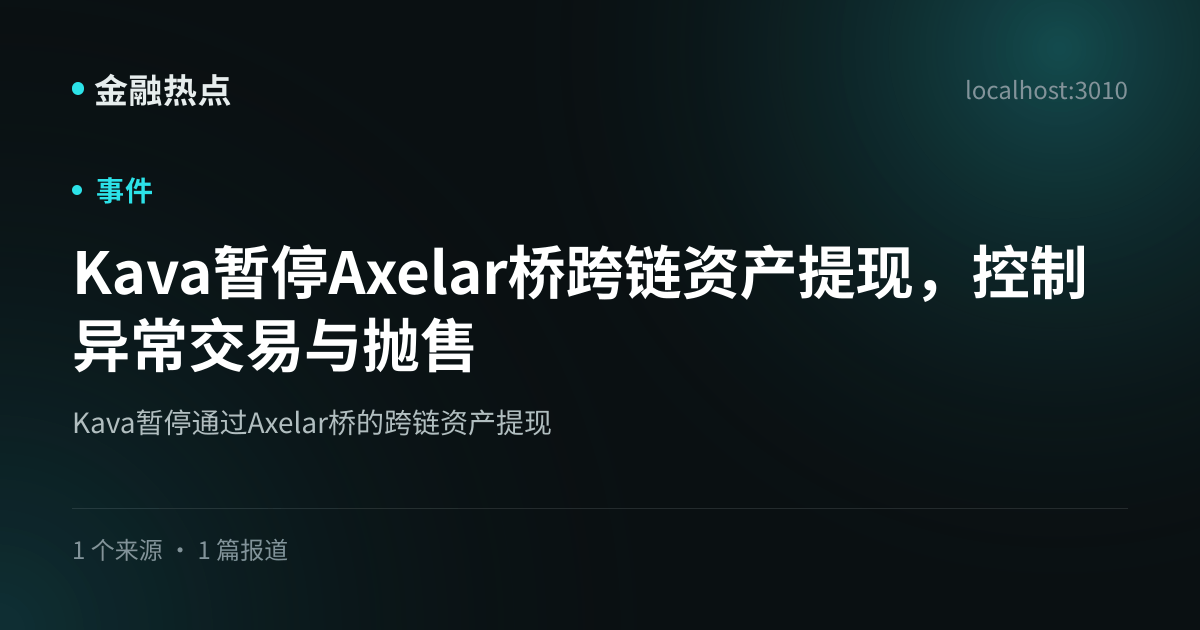 金融热点
localhost:3010
事件
Kava暂停Axelar桥跨链资产提现，控制
异常交易与抛售
Kava暂停通过Axelar桥的跨链资产提现
1 个来源 · 1 篇报道